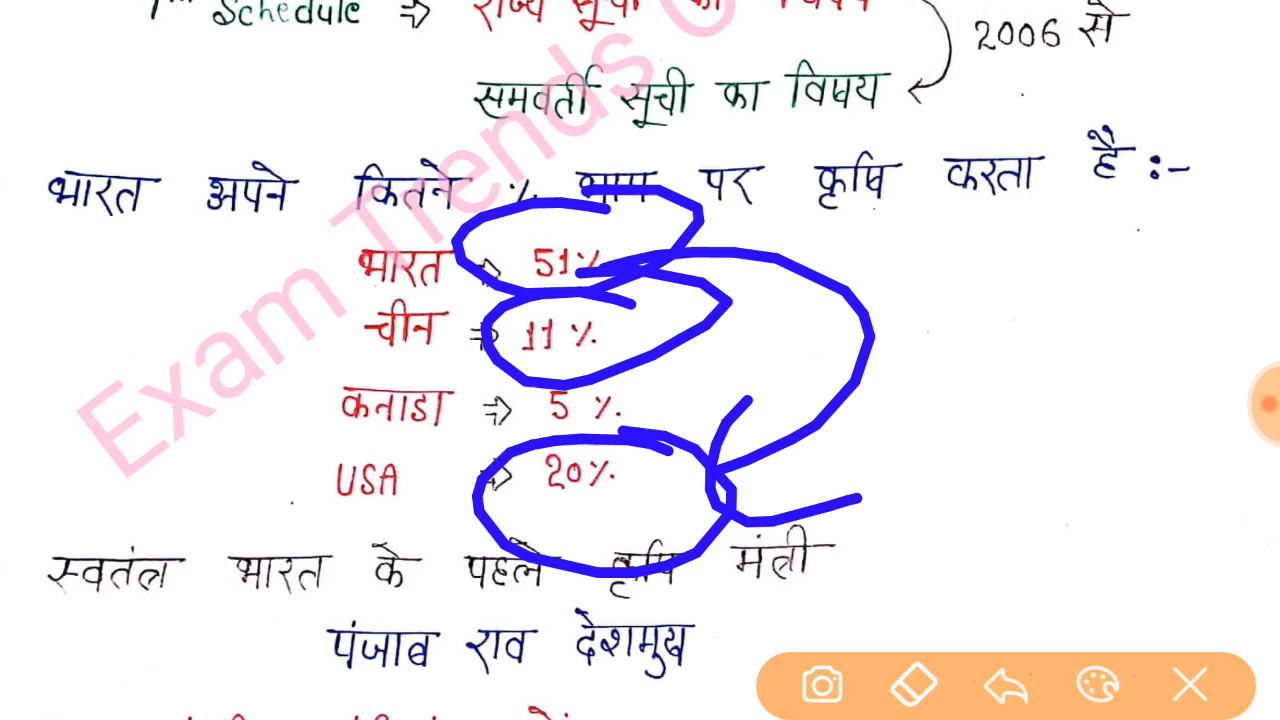 7th Schedule ⇒ राज्य सूची का विषय
2006 से
समवर्ती सूची का विषय
भारत अपने कितने % भाग पर कृषि करता है :-
भारत ⇒ 51%
चीन ⇒ 11%
कनाडा ⇒ 5%.
USA ⇒ 20%.
स्वतंत्र भारत के पहले कृषि मंत्री
पंजाब राव देशमुख
Exam Trends